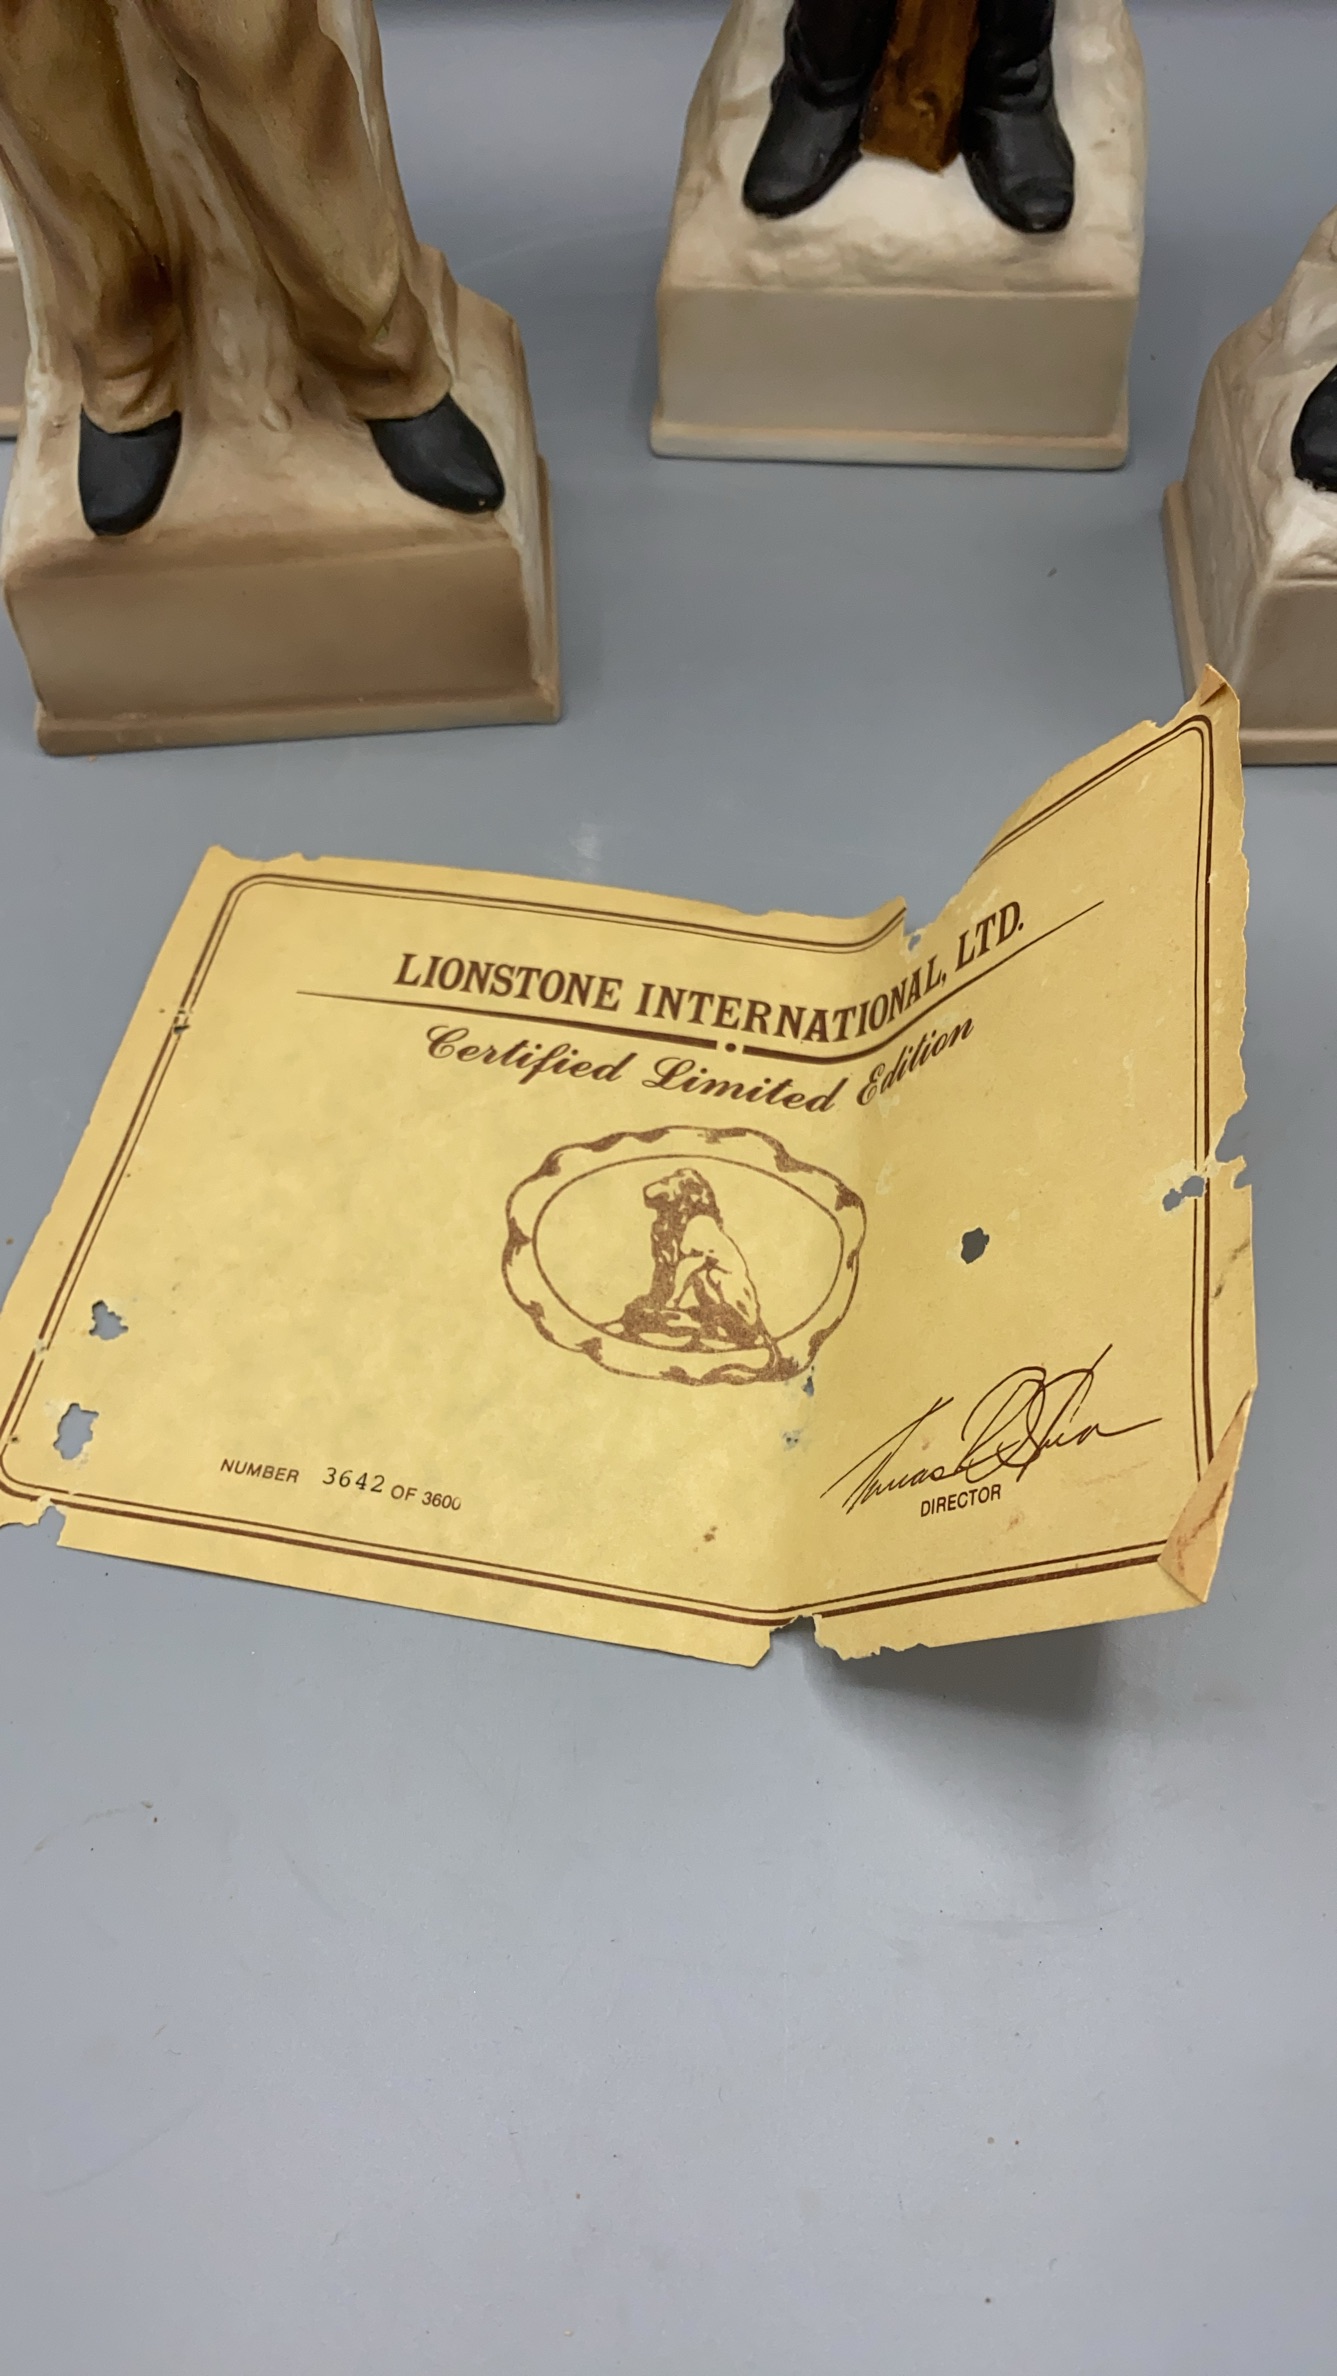 LIONSTONE INTERNATIONAL, LTD.
Certified Limited Edition
NUMBER 3642 OF 3600
DIRECTOR